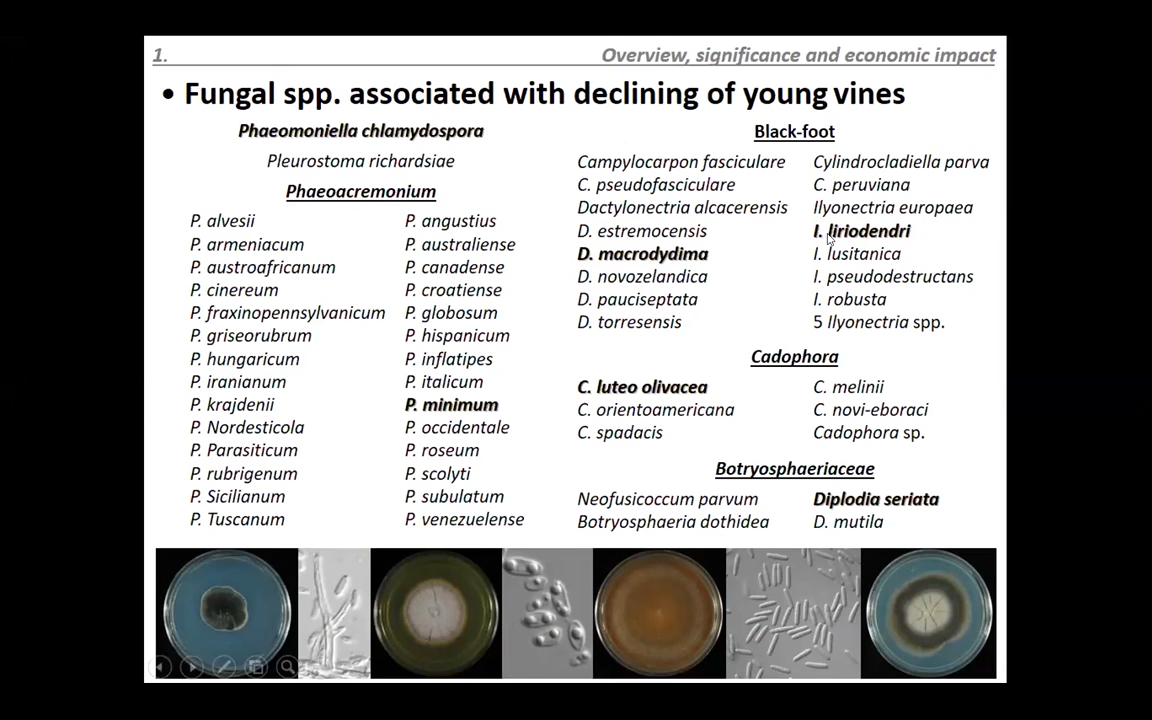 1.
Overview, significance and economic impact
• Fungal spp. associated with declining of young vines
Phaeomoniella chlamydospora
Pleurostoma richardsiae
Phaeoacremonium
P. alvesii
P. armeniacum
P. austroafricanum
P. cinereum
P. fraxinopennsylvanicum
P. griseorubrum
P. hungaricum
P. iranianum
P. krajdenii
P. Nordesticola
P. Parasiticum
P. rubrigenum
P. Sicilianum
P. Tuscanum
P. angustius
P. australiense
P. canadense
P. croatiense
P. globosum
P. hispanicum
P. inflatipes
P. italicum
P. minimum
P. occidentale
P. roseum
P. scolyti
P. subulatum
P. venezuelense
Black-foot
Campylocarpon fasciculare
C. pseudofasciculare
Dactylonectria alcacerensis
D. estremocensis
D. macrodydima
D. novozelandica
D. pauciseptata
D. torresensis
Cylindrocladiella parva
C. peruviana
Ilyonectria europaea
I. liriodendri
I. lusitanica
I. pseudodestructans
I. robusta
5 Ilyonectria spp.
Cadophora
C. luteo olivacea
C. orientoamericana
C. spadacis
C. melinii
C. novi-eboraci
Cadophora sp.
Botryosphaeriaceae
Neofusicoccum parvum
Botryosphaeria dothidea
Diplodia seriata
D. mutila